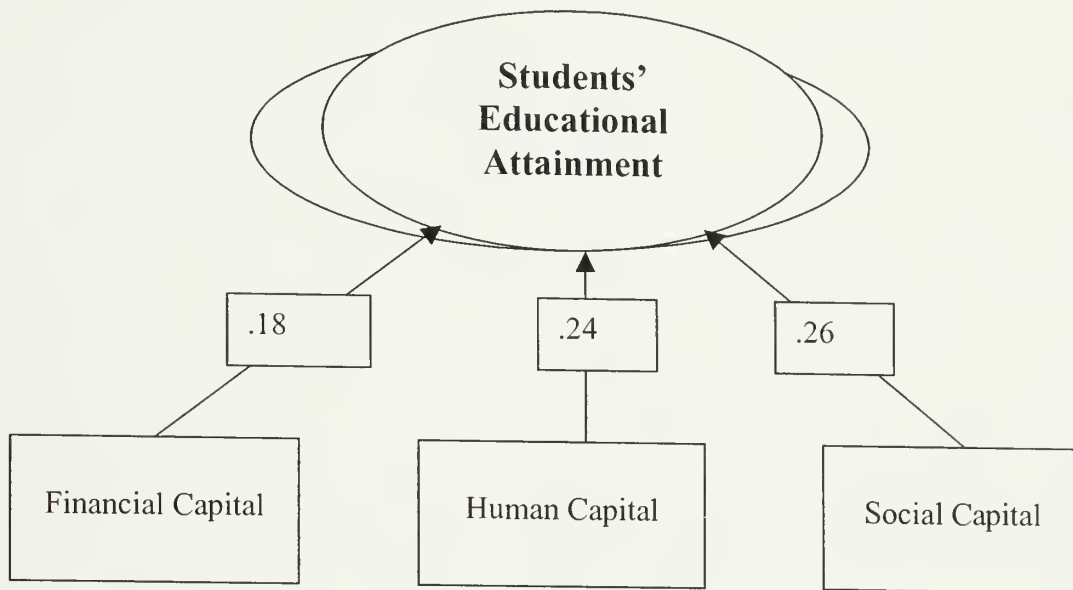 Students’
Educational
Attainment
.18
.24
.26
Financial Capital
Human Capital
Social Capital